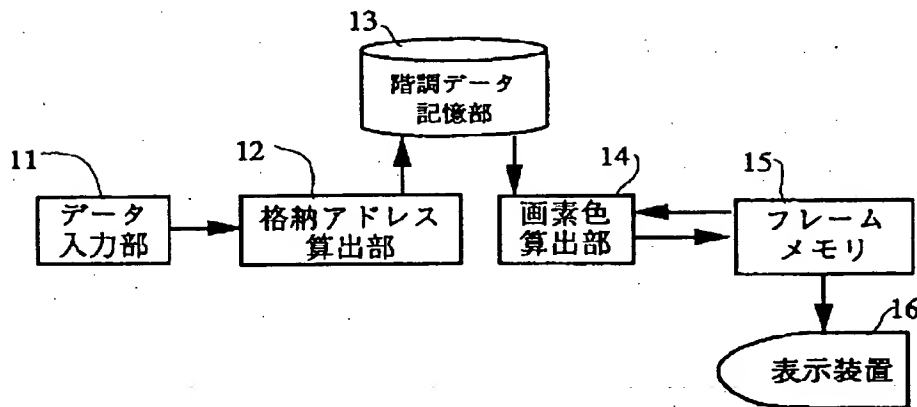 13
階調データ
記憶部
11
データ
入力部
12
格納アドレス
算出部
14
画素色
算出部
15
フレーム
メモリ
16
表示装置